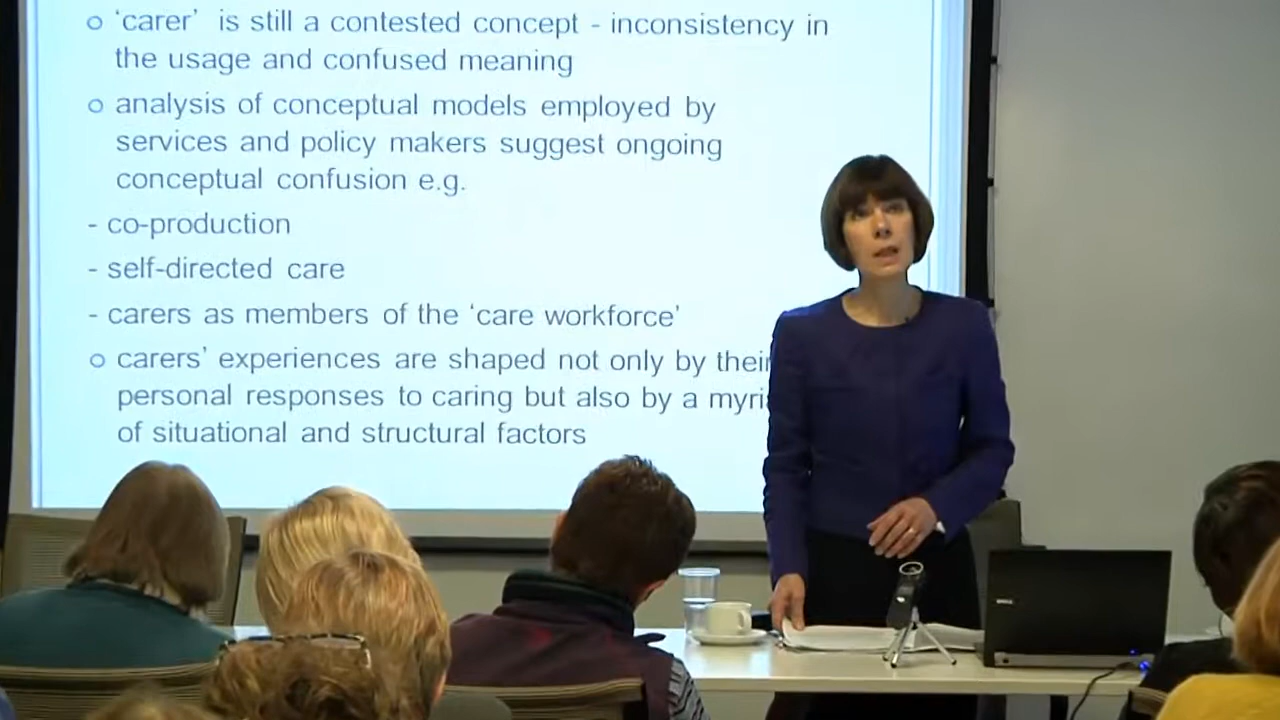 o ‘carer’ is still a contested concept - inconsistency in
the usage and confused meaning
o analysis of conceptual models employed by
services and policy makers suggest ongoing
conceptual confusion e.g.
- co-production
- self-directed care
- carers as members of the ‘care workforce’
o carers’ experiences are shaped not only by their
personal responses to caring but also by a myri
of situational and structural factors
DELL